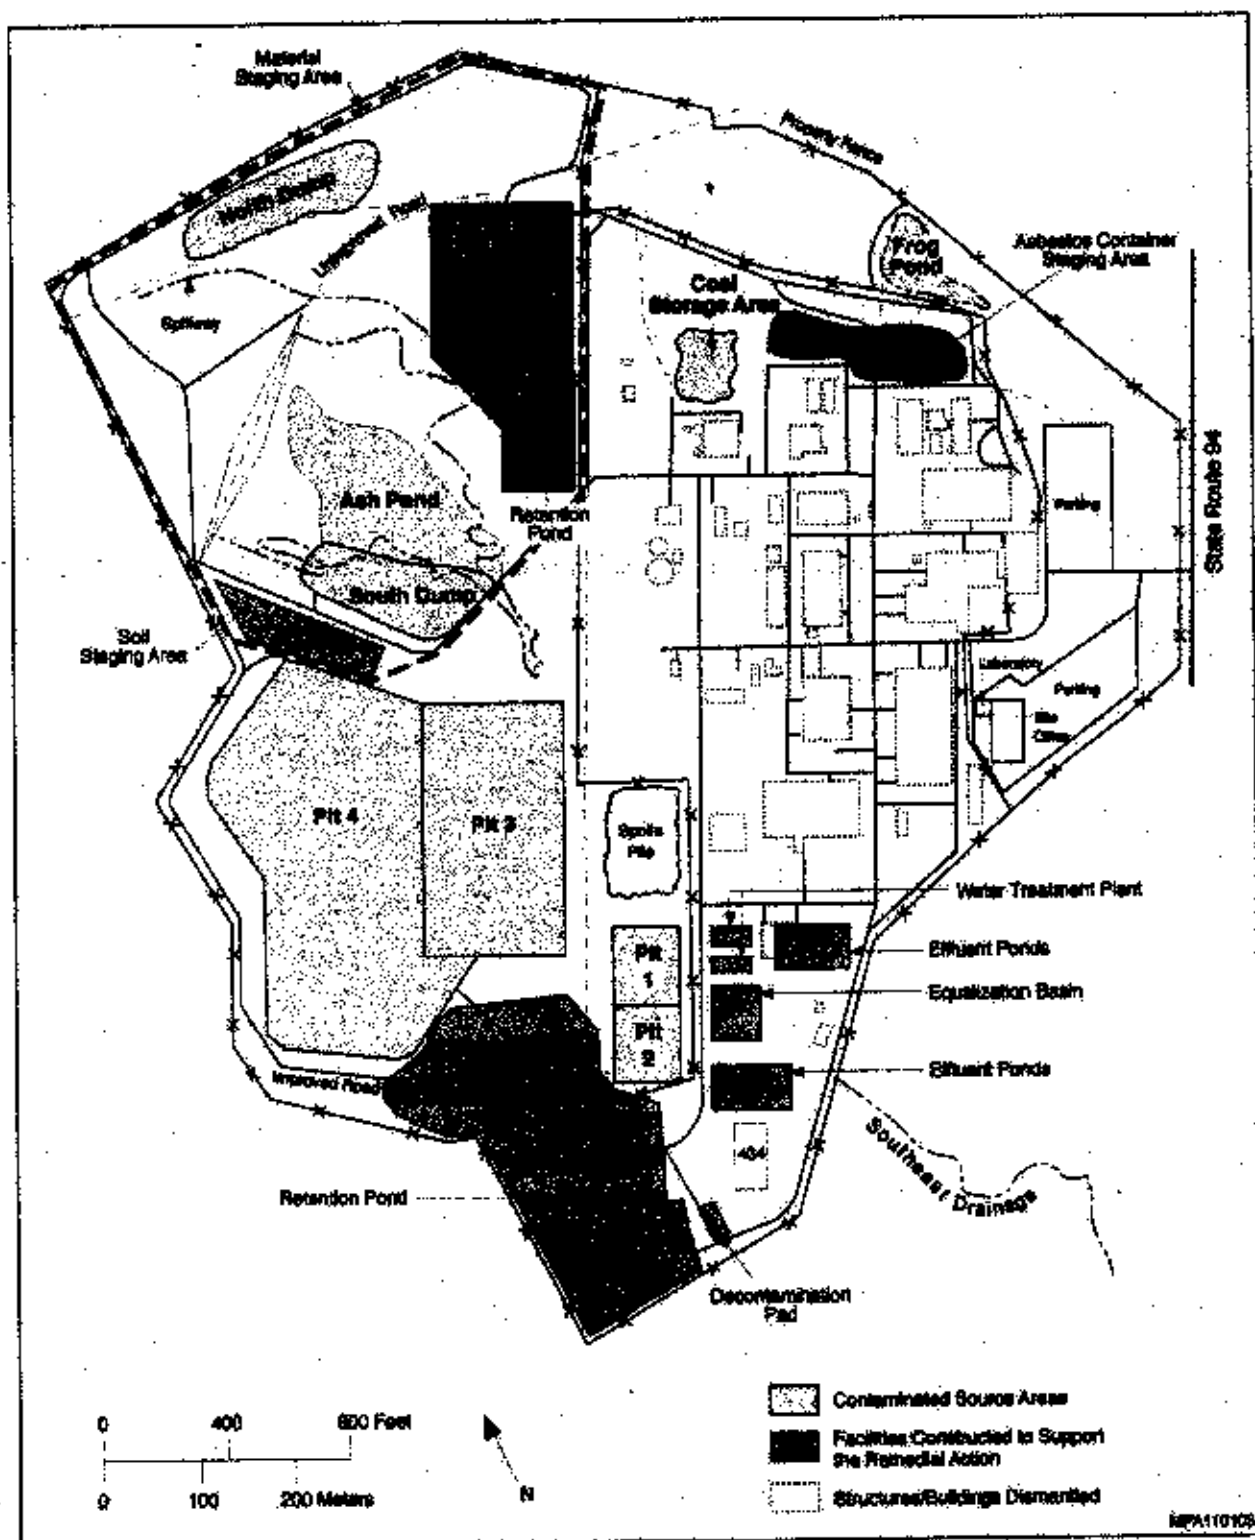 Material
Staging Area
Property Fence
North Dump
Unimproved Road
Frog
Pond
Asbestos Container
Staging Area
Coal
Storage Area
Spillway
State Route 94
Ash Pond
Retention
Pond
Parking
South Dump
Soil
Staging Area
Laboratory
Parking
Site
Office
Pit 4
Pit 3
Spoils
Pile
Water Treatment Plant
Pit
1
Effluent Ponds
Equalization Basin
Pit
2
Effluent Ponds
Improved Road
434
Southeast Drainage
Retention Pond
Decontamination
Pad
Contaminated Source Areas
0 400 800 Feet
Facilities Constructed to Support
the Remedial Action
0 100 200 Meters
N
Structures/Buildings Dismantled